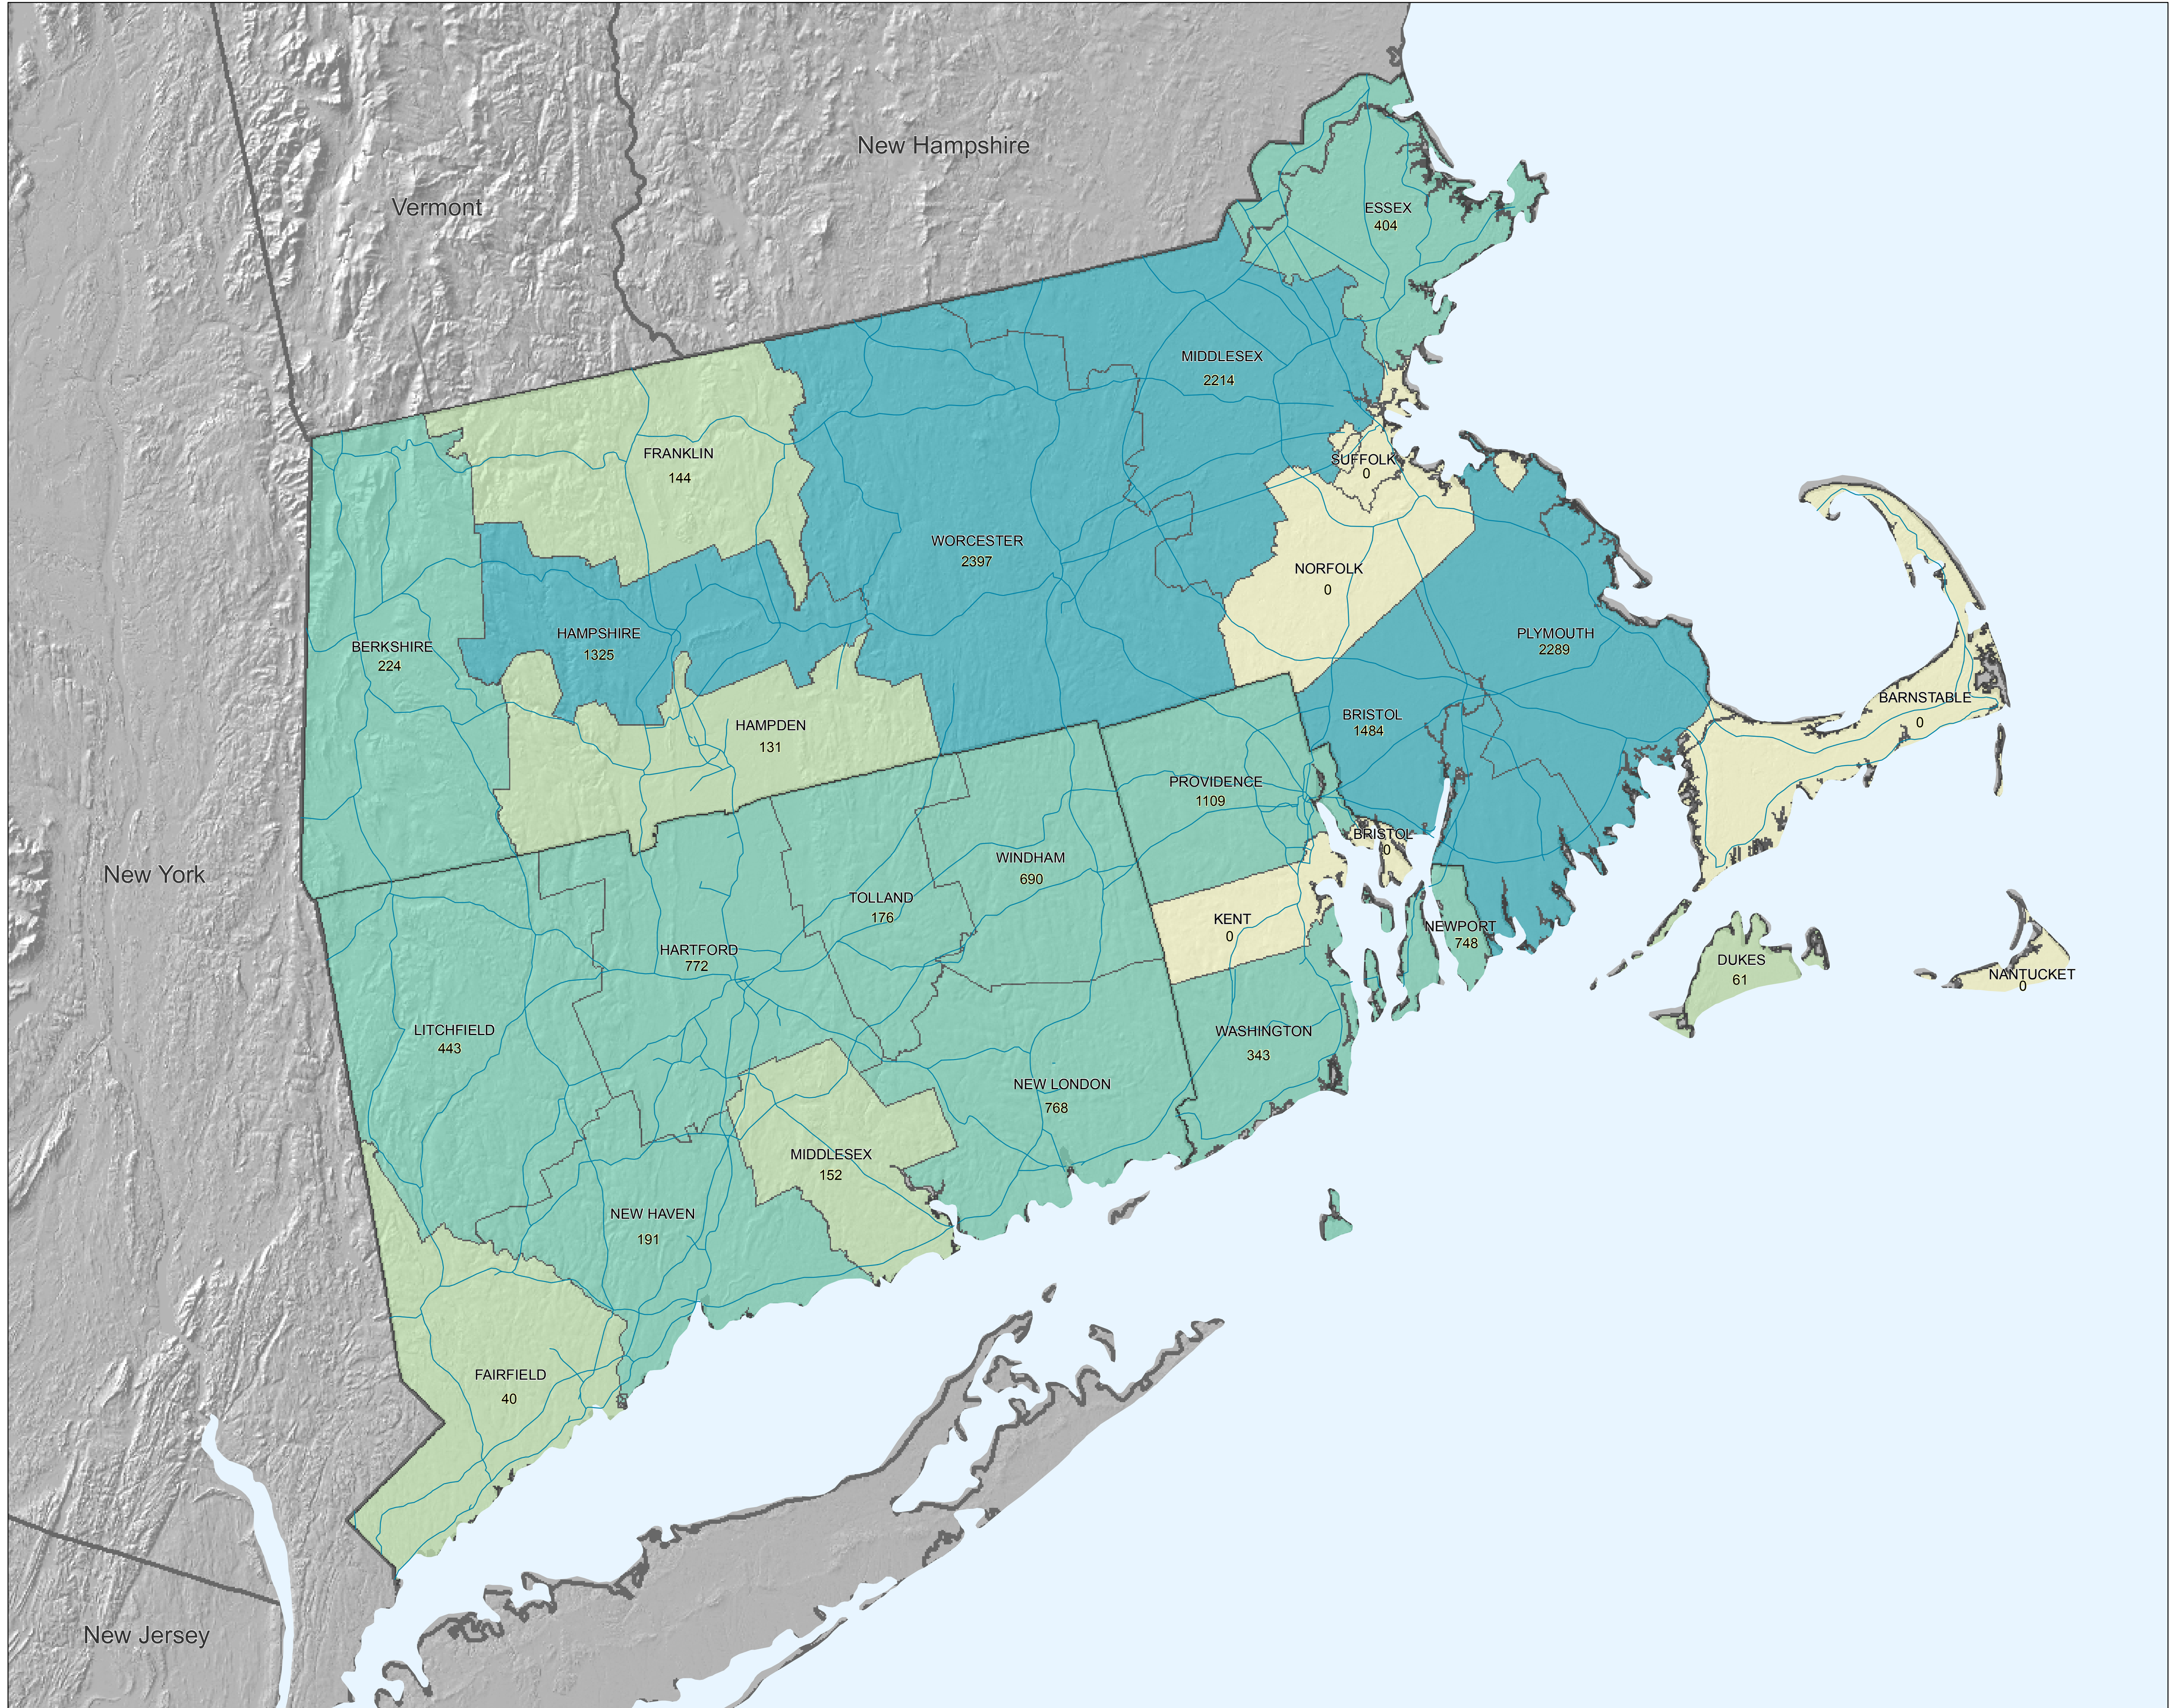 New Hampshire
Vermont
ESSEX
404
MIDDLESEX
2214
FRANKLIN
144
SUFFOLK
0
WORCESTER
2397
NORFOLK
0
HAMPSHIRE
1325
PLYMOUTH
2289
BERKSHIRE
224
BARNSTABLE
0
BRISTOL
1484
HAMPDEN
131
PROVIDENCE
1109
BRISTOL
0
WINDHAM
690
New York
TOLLAND
176
KENT
0
NEWPORT
748
HARTFORD
772
DUKES
61
NANTUCKET
0
LITCHFIELD
443
WASHINGTON
343
NEW LONDON
768
MIDDLESEX
152
NEW HAVEN
191
FAIRFIELD
40
New Jersey